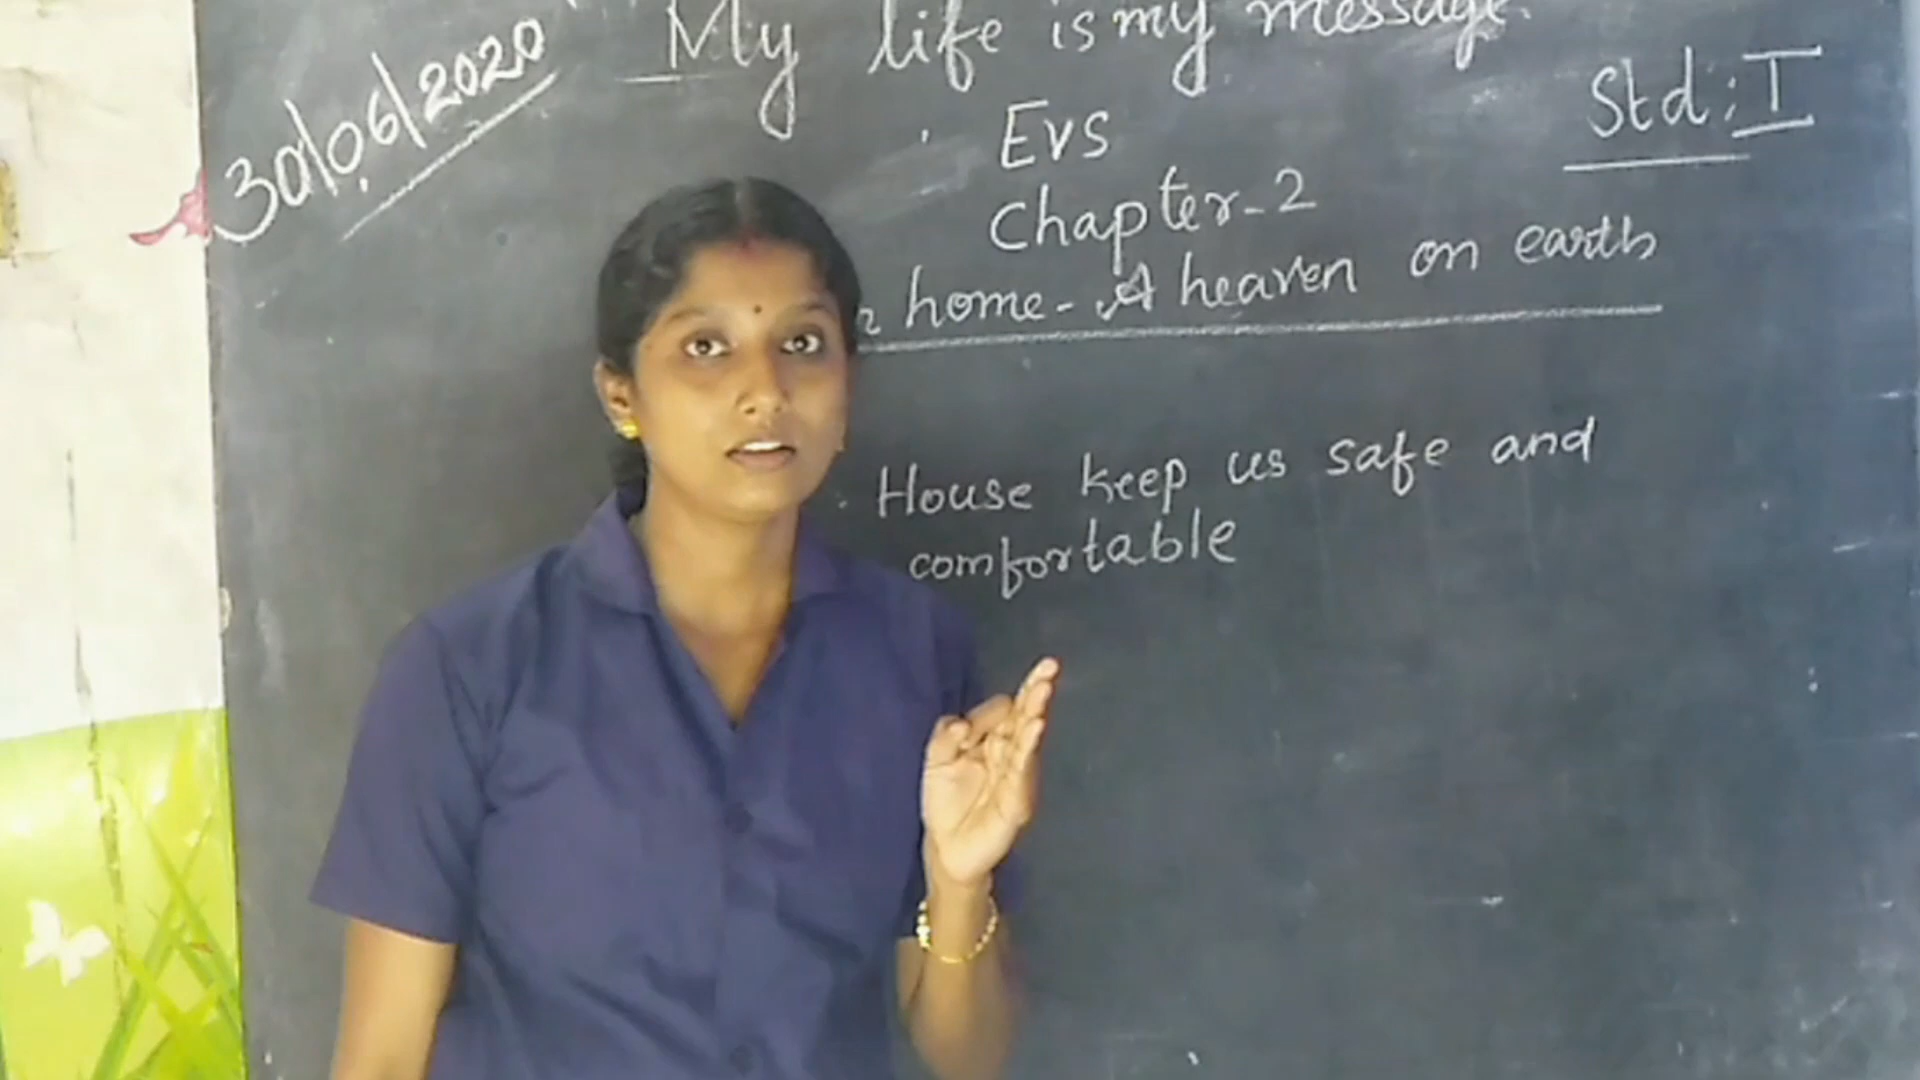 My life is my message.
30/06/2020
Std: I
EVS
Chapter-2
home - A heaven on earth
House keep us safe and
comfortable